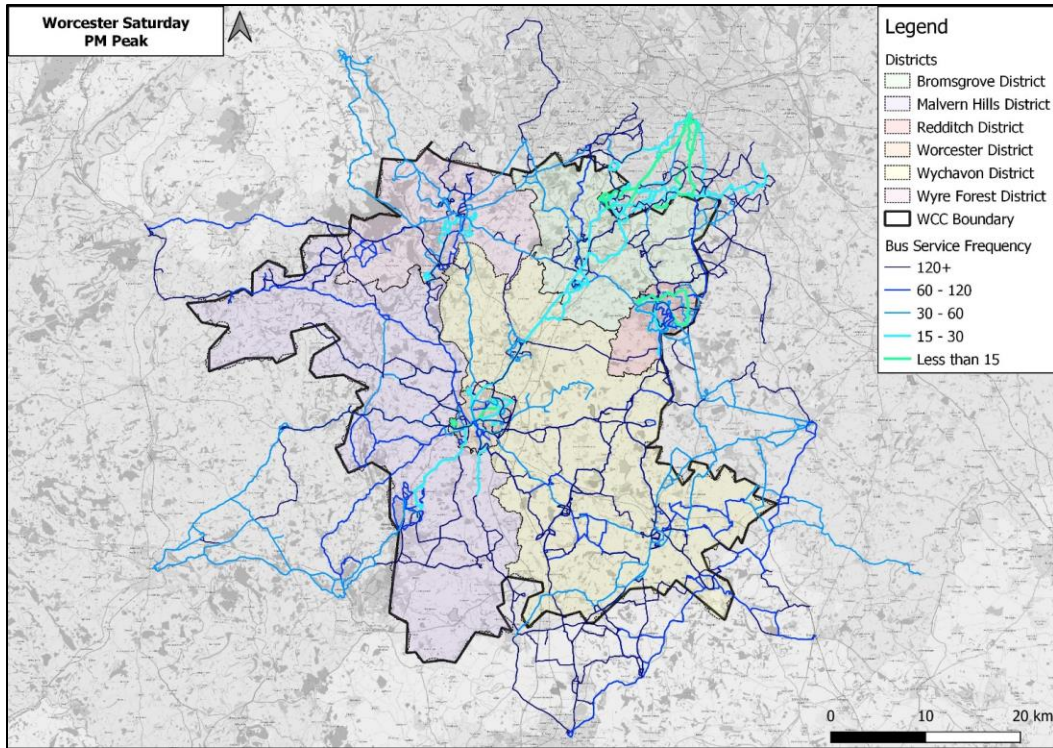 Worcester Saturday
PM Peak
Legend
Districts
Bromsgrove District
Malvern Hills District
Redditch District
Worcester District
Wychavon District
Wyre Forest District
WCC Boundary
Bus Service Frequency
120+
60 - 120
30 - 60
15 - 30
Less than 15
0 10 20 km